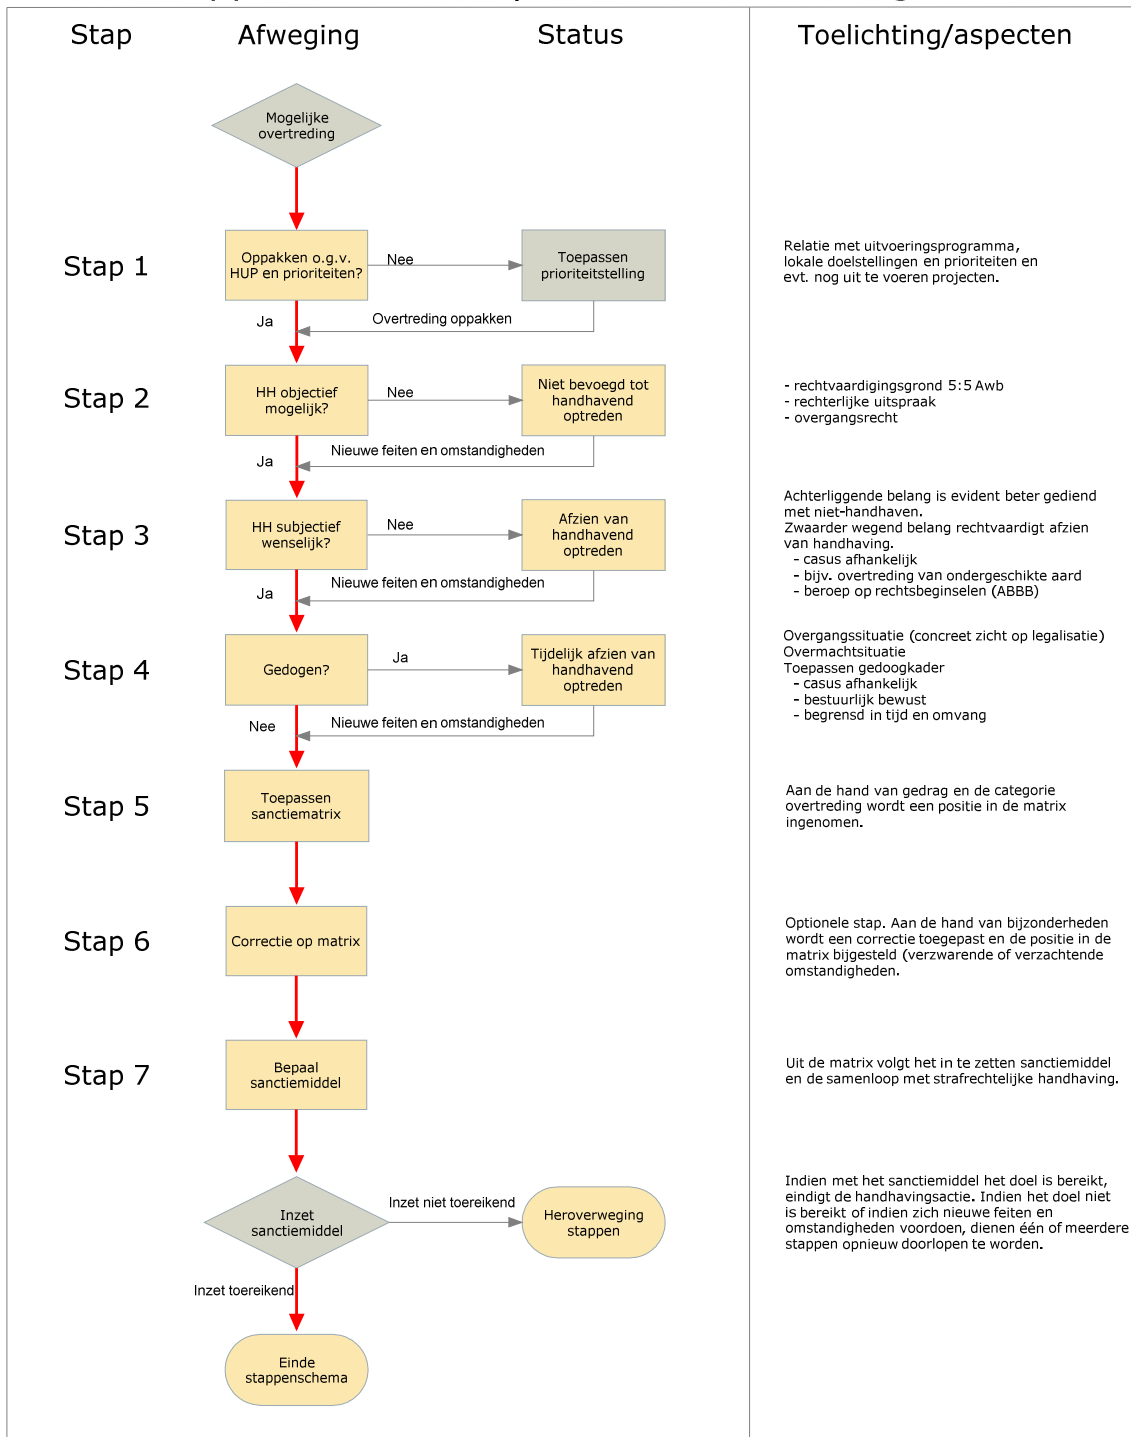 Stap Afweging Status Toelichting/aspecten
Mogelijke
overtreding
Stap 1
Oppakken o.g.v.
HUP en prioriteiten?
Nee
Toepassen
prioriteitstelling
Relatie met uitvoeringsprogramma,
lokale doelstellingen en prioriteiten en
evt. nog uit te voeren projecten.
Ja
Overtreding oppakken
Stap 2
HH objectief
mogelijk?
Nee
Niet bevoegd tot
handhavend
optreden
- rechtvaardigingsgrond 5:5 Awb
- rechterlijke uitspraak
- overgangsrecht
Ja
Nieuwe feiten en omstandigheden
Stap 3
HH subjectief
wenselijk?
Nee
Afzien van
handhavend
optreden
Achterliggende belang is evident beter gediend
met niet-handhaven.
Zwaarder wegend belang rechtvaardigt afzien
van handhaving.
- casus afhankelijk
- bijv. overtreding van ondergeschikte aard
- beroep op rechtsbeginselen (ABBB)
Ja
Nieuwe feiten en omstandigheden
Stap 4
Gedogen?
Ja
Tijdelijk afzien van
handhavend
optreden
Overgangssituatie (concreet zicht op legalisatie)
Overmachtsituatie
Toepassen gedoogkader
- casus afhankelijk
- bestuurlijk bewust
- begrensd in tijd en omvang
Nee
Nieuwe feiten en omstandigheden
Stap 5
Toepassen
sanctiematrix
Aan de hand van gedrag en de categorie
overtreding wordt een positie in de matrix
ingenomen.
Stap 6
Correctie op matrix
Optionele stap. Aan de hand van bijzonderheden
wordt een correctie toegepast en de positie in de
matrix bijgesteld (verzwarende of verzachtende
omstandigheden.
Stap 7
Bepaal
sanctiemiddel
Uit de matrix volgt het in te zetten sanctiemiddel
en de samenloop met strafrechtelijke handhaving.
Inzet
sanctiemiddel
Inzet niet toereikend
Heroverweging
stappen
Indien met het sanctiemiddel het doel is bereikt,
eindigt de handhavingsactie. Indien het doel niet
is bereikt of indien zich nieuwe feiten en
omstandigheden voordoen, dienen één of meerdere
stappen opnieuw doorlopen te worden.
Inzet toereikend
Einde
stappenschema